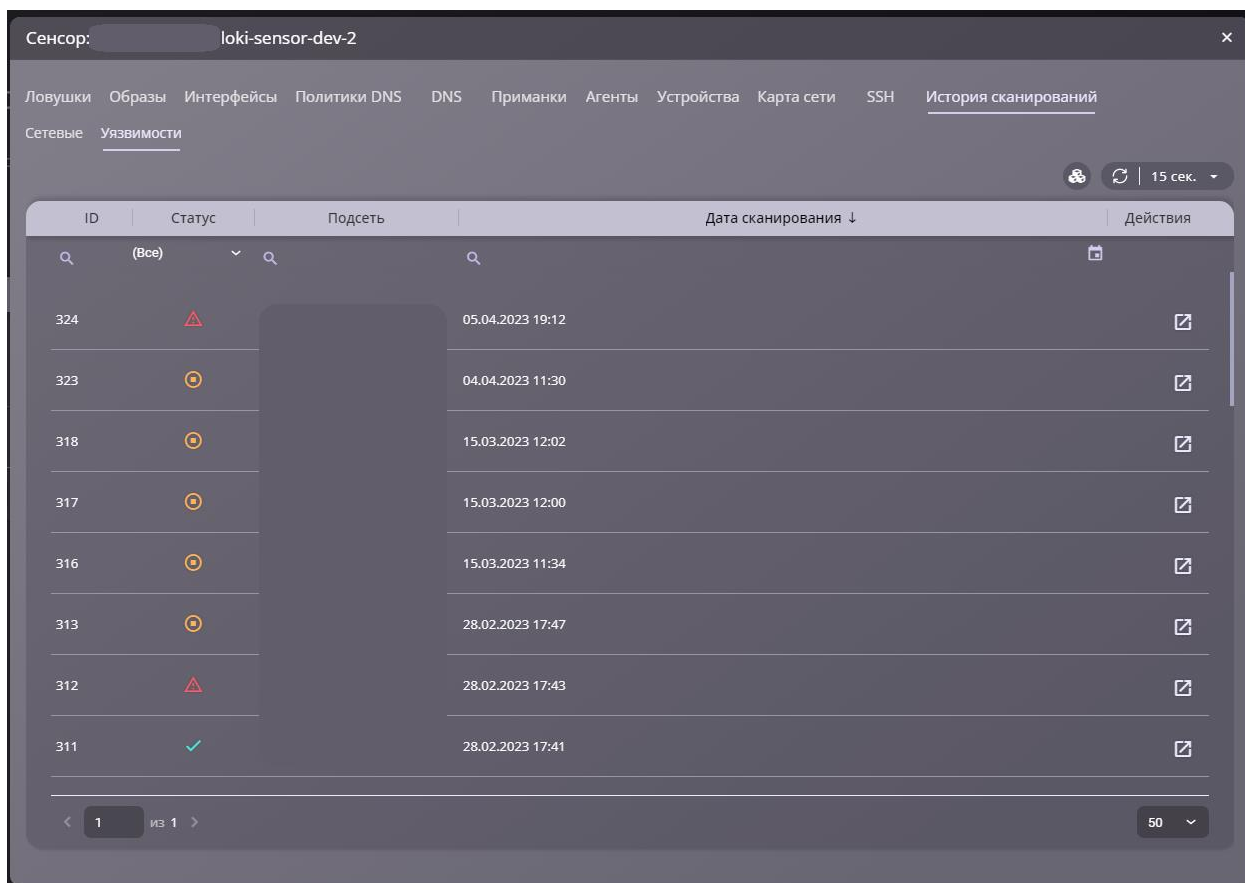 Сенсор: loki-sensor-dev-2
Ловушки Образы Интерфейсы Политики DNS DNS Приманки Агенты Устройства Карта сети SSH История сканирований
Сетевые Уязвимости
15 сек.
ID Статус Подсеть Дата сканирования ↓ Действия
(Все)
324 05.04.2023 19:12
323 04.04.2023 11:30
318 15.03.2023 12:02
317 15.03.2023 12:00
316 15.03.2023 11:34
313 28.02.2023 17:47
312 28.02.2023 17:43
311 28.02.2023 17:41
1 из 1
50